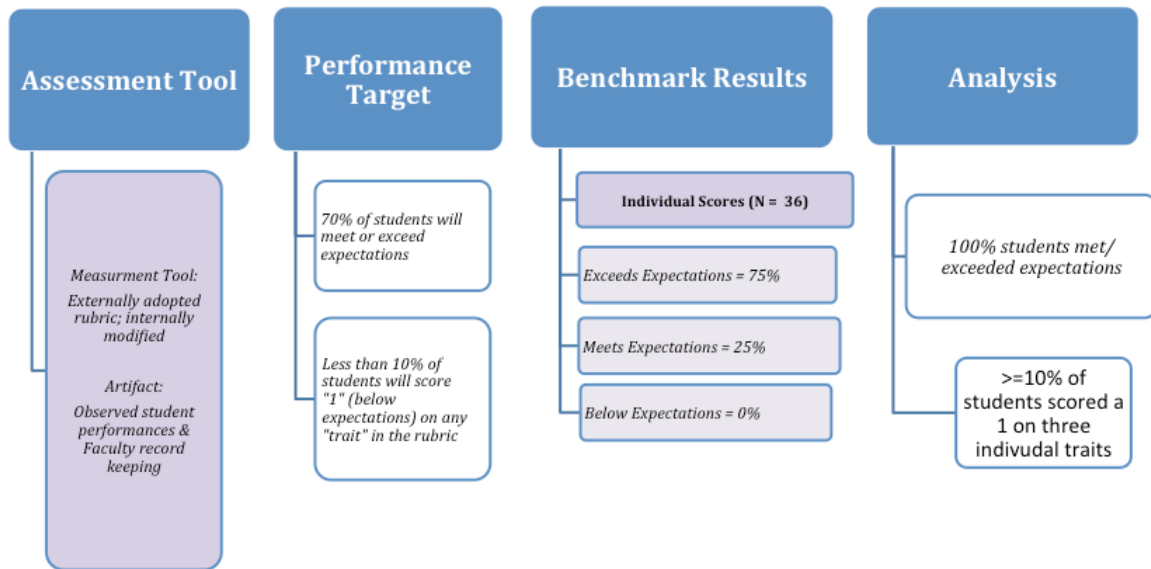 Assessment Tool
Measurment Tool:
Externally adopted
rubric; internally
modified
Artifact:
Observed student
performances &
Faculty record
keeping
Performance
Target
70% of students will
meet or exceed
expectations
Less than 10% of
students will score
"1" (below
expectations) on any
"trait" in the rubric
Benchmark Results
Individual Scores (N =  36)
Exceeds Expectations = 75%
Meets Expectations = 25%
Below Expectations = 0%
Analysis
100% students met/
exceeded expectations
>=10% of
students scored a
1 on three
indivudal traits